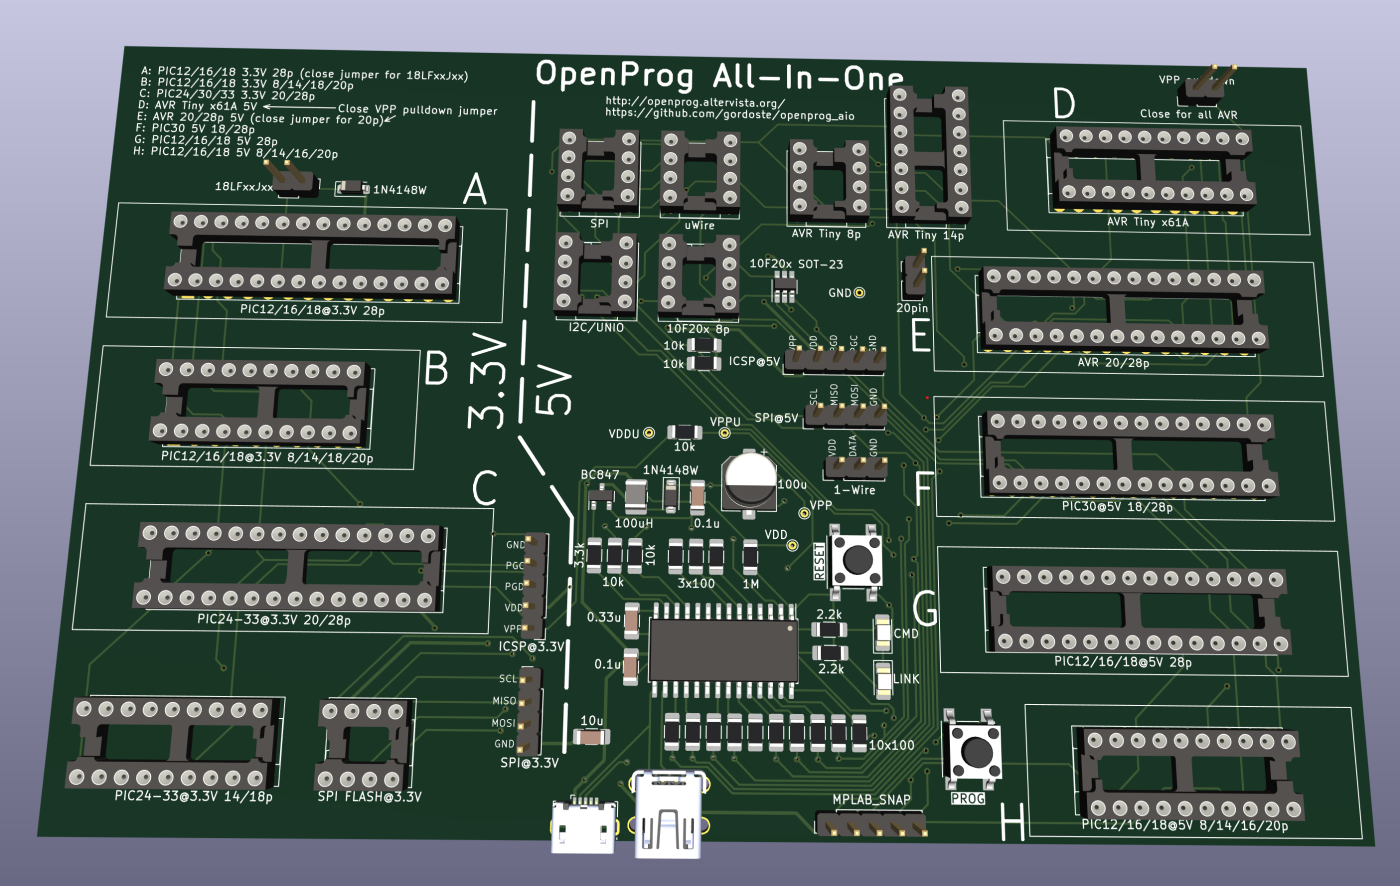 OpenProg All-In-One
http://openprog.altervista.org/
https://github.com/gordoste/openprog_aio
A: PIC12/16/18 3.3V 28p (close jumper for 18LFxxJxx)
B: PIC12/16/18 3.3V 8/14/18/20p
C: PIC24/30/33 3.3V 20/28p
D: AVR Tiny x61A 5V
Close VPP pulldown jumper
E: AVR 20/28p 5V (close jumper for 20p)
F: PIC30 5V 18/28p
G: PIC12/16/18 5V 28p
H: PIC12/16/18 5V 8/14/16/20p
18LFxxJxx
1N4148W
A
PIC12/16/18@3.3V 28p
B
PIC12/16/18@3.3V 8/14/18/20p
3.3V
5V
C
PIC24-33@3.3V 20/28p
GND
PGC
PGD
VDD
VPP
ICSP@3.3V
SCL
MISO
MOSI
GND
SPI@3.3V
PIC24-33@3.3V 14/18p
SPI FLASH@3.3V
SPI
uWire
AVR Tiny 8p
AVR Tiny 14p
I2C/UNIO
10F20x 8p
10F20x SOT-23
GND
10k
10k
ICSP@5V
VPP
VDD
PGD
PGC
GND
SPI@5V
SCL
MISO
MOSI
GND
VDD
DATA
GND
1-Wire
VDDU
VPPU
10k
BC847
1N4148W
100u
100uH
0.1u
VPP
VDD
3.3k
10k
10k
3x100
1M
RESET
0.33u
0.1u
2.2k
2.2k
CMD
LINK
10u
10x100
MPLAB_SNAP
PROG
VPP
Close for all AVR
D
AVR Tiny x61A
20pin
E
AVR 20/28p
F
PIC30@5V 18/28p
G
PIC12/16/18@5V 28p
H
PIC12/16/18@5V 8/14/16/20p